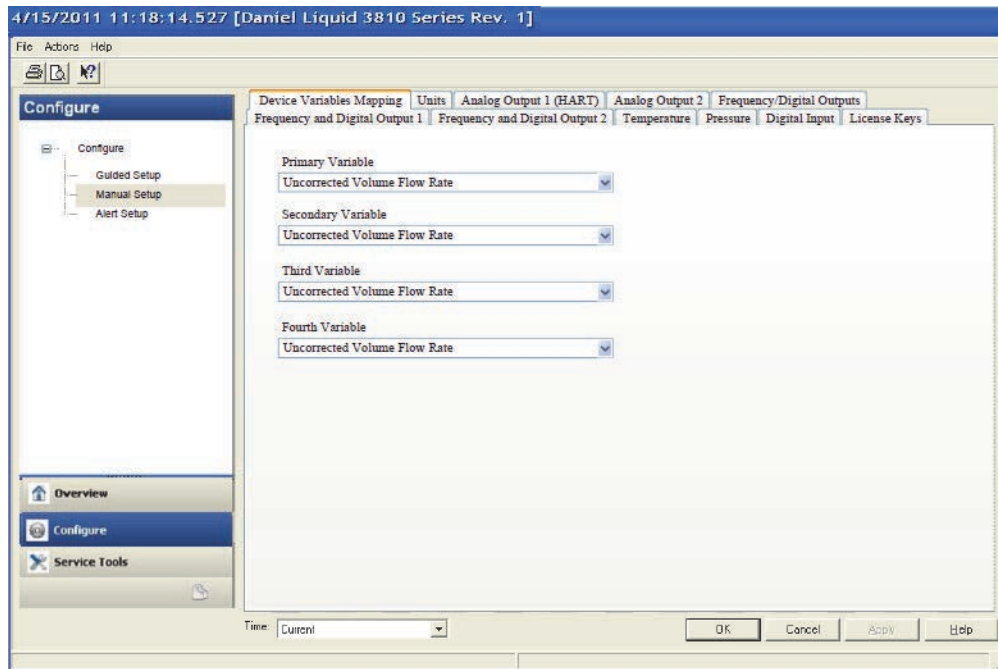 4/15/2011 11:18:14.527 [Daniel Liquid 3810 Series Rev. 1]
File Actions Help
Configure
Configure
Guided Setup
Manual Setup
Alert Setup
Overview
Configure
Service Tools
Device Variables Mapping Units Analog Output 1 (HART) Analog Output 2 Frequency/Digital Outputs
Frequency and Digital Output 1 Frequency and Digital Output 2 Temperature Pressure Digital Input License Keys
Primary Variable
Uncorrected Volume Flow Rate
Secondary Variable
Uncorrected Volume Flow Rate
Third Variable
Uncorrected Volume Flow Rate
Fourth Variable
Uncorrected Volume Flow Rate
Time: Current
OK Cancel Apply Help